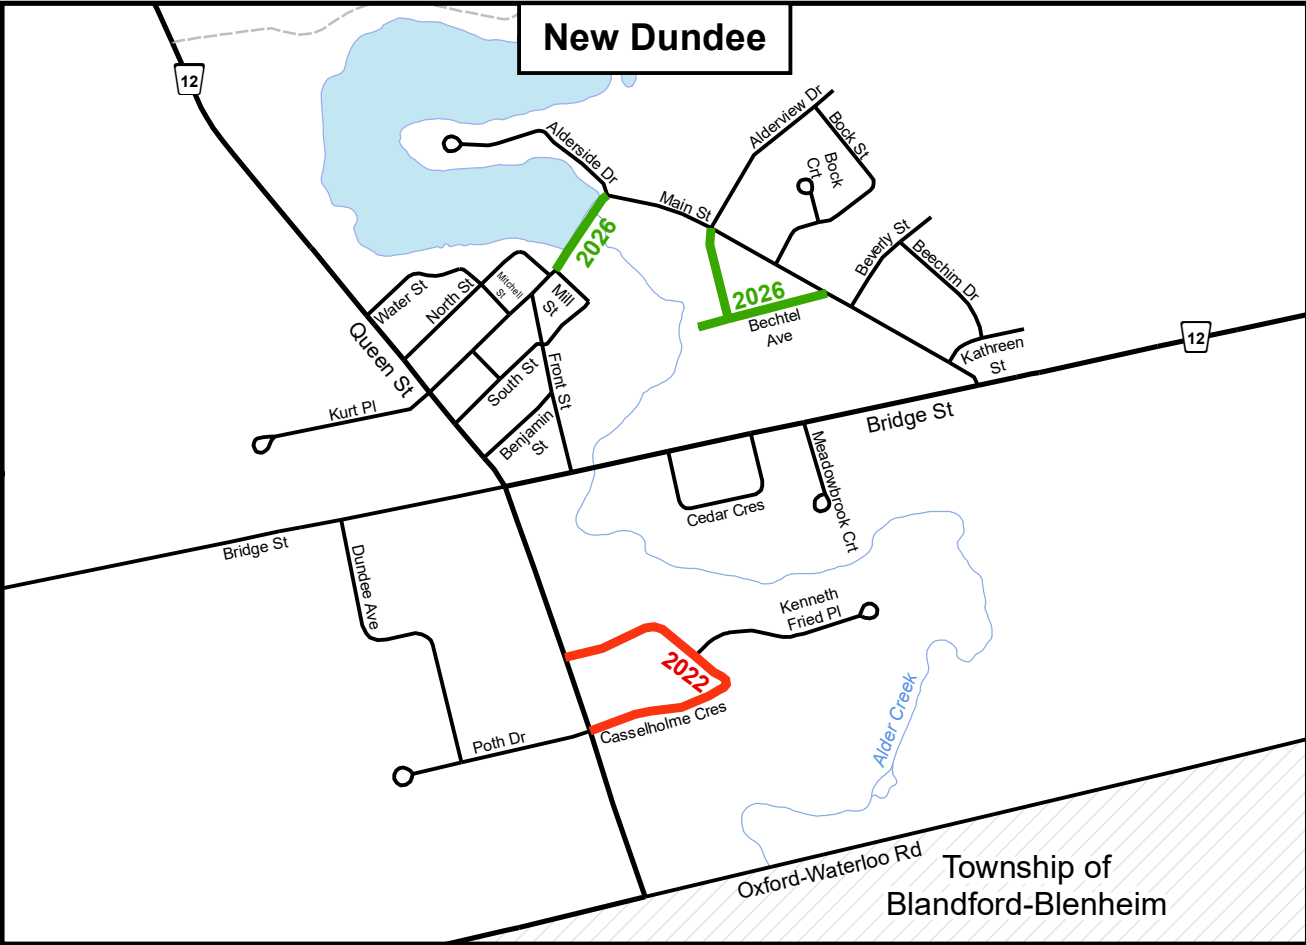 New Dundee
12
Alderside Dr
Alderview Dr
Bock St
Bock
Crt
Main St
2026
Beverly St
Beechim Dr
Water St
North St
Mitchell
St
Mill
St
2026
Bechtel
Ave
Kathreen
St
12
Queen St
South St
Front St
Kurt Pl
Benjamin
St
Bridge St
Meadowbrook Crt
Cedar Cres
Bridge St
Dundee Ave
Kenneth
Fried Pl
2022
Casselholme Cres
Poth Dr
Alder Creek
Oxford-Waterloo Rd
Township of
Blandford-Blenheim